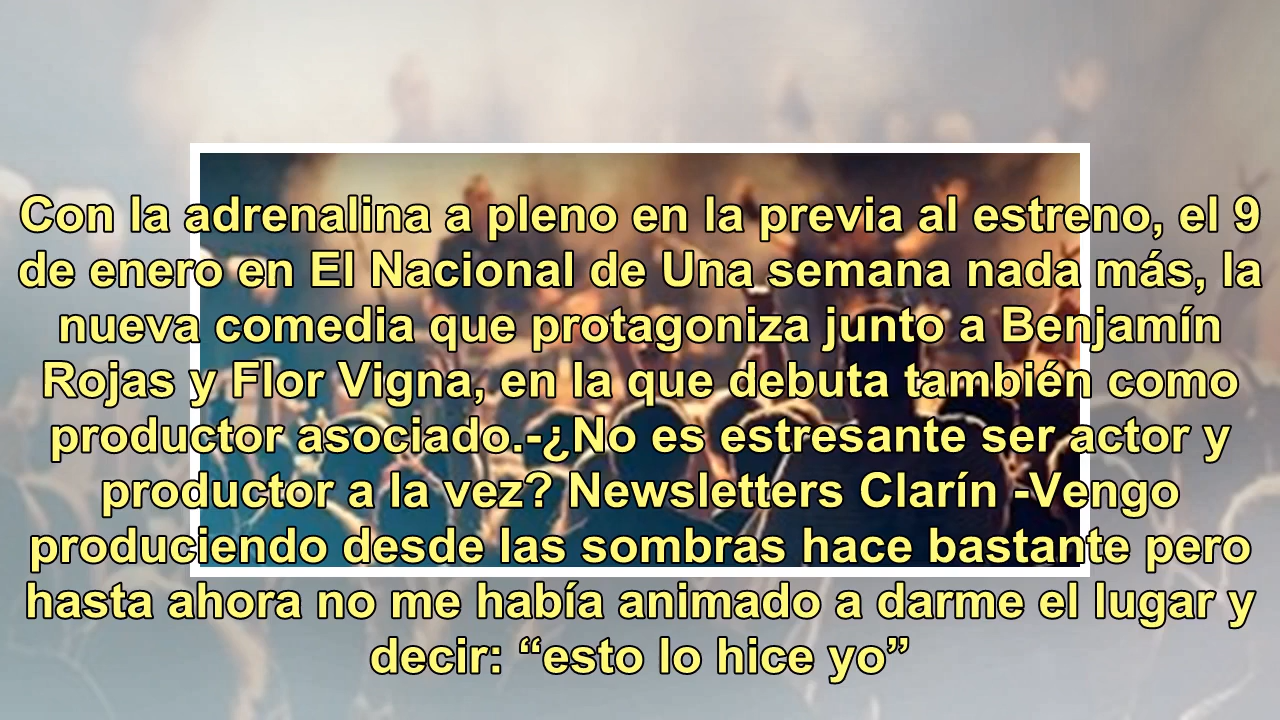 Con la adrenalina a pleno en la previa al estreno, el 9
de enero en El Nacional de Una semana nada más, la
nueva comedia que protagoniza junto a Benjamín
Rojas y Flor Vigna, en la que debuta también como
productor asociado.-¿No es estresante ser actor y
productor a la vez? Newsletters Clarín -Vengo
produciendo desde las sombras hace bastante pero
hasta ahora no me había animado a darme el lugar y
decir: “esto lo hice yo”